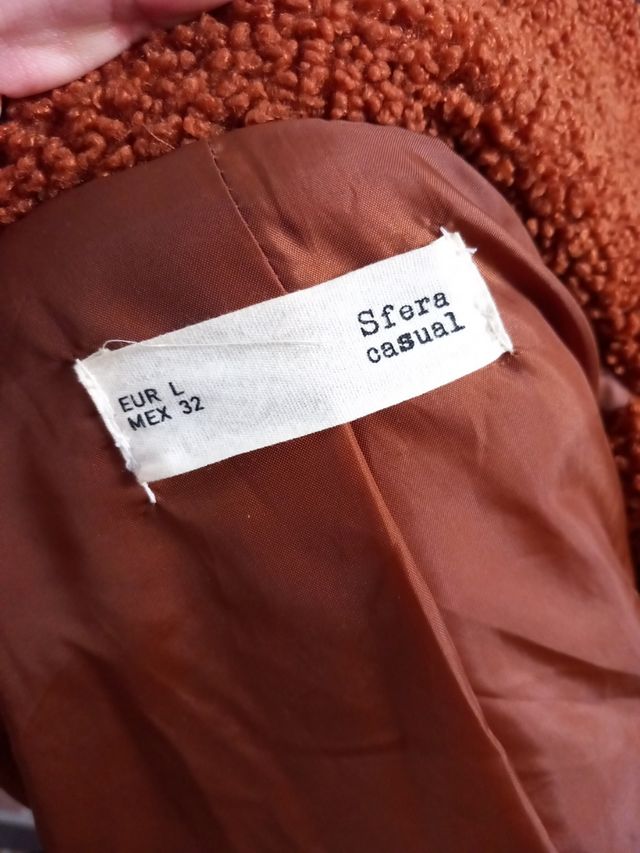 Sfera
casual
EUR L
MEX 32